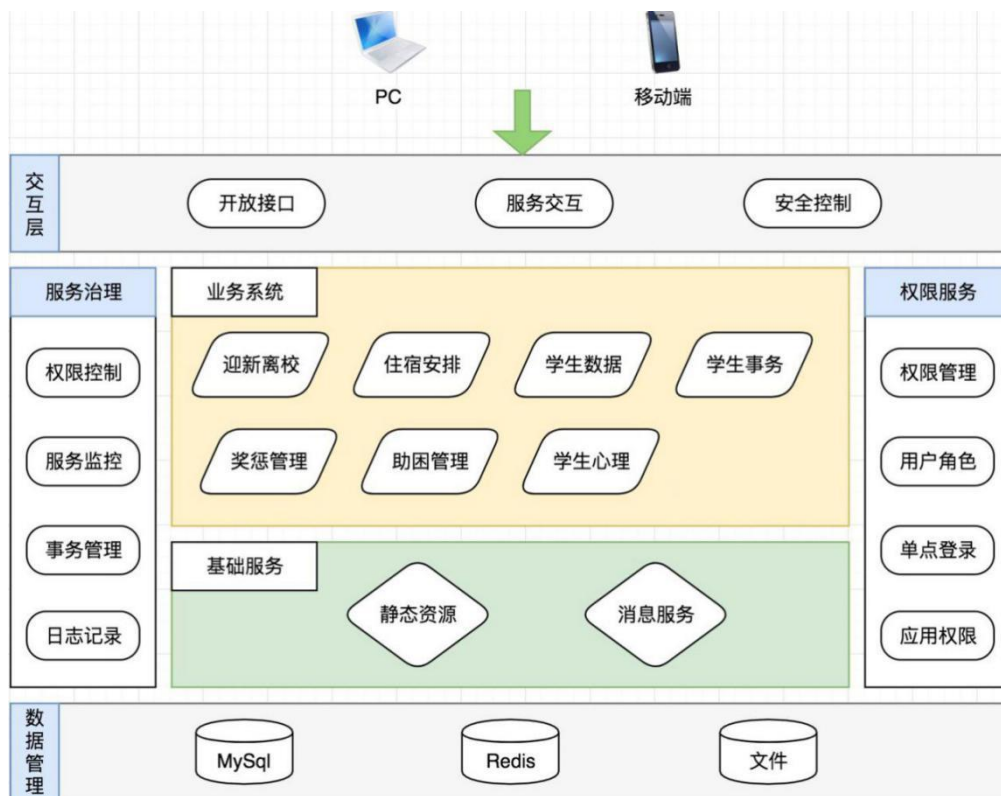 PC
移动端
交互层
开放接口
服务交互
安全控制
服务治理
权限控制
服务监控
事务管理
日志记录
业务系统
迎新离校
住宿安排
学生数据
学生事务
奖惩管理
助困管理
学生心理
基础服务
静态资源
消息服务
权限服务
权限管理
用户角色
单点登录
应用权限
数据管理
MySql
Redis
文件